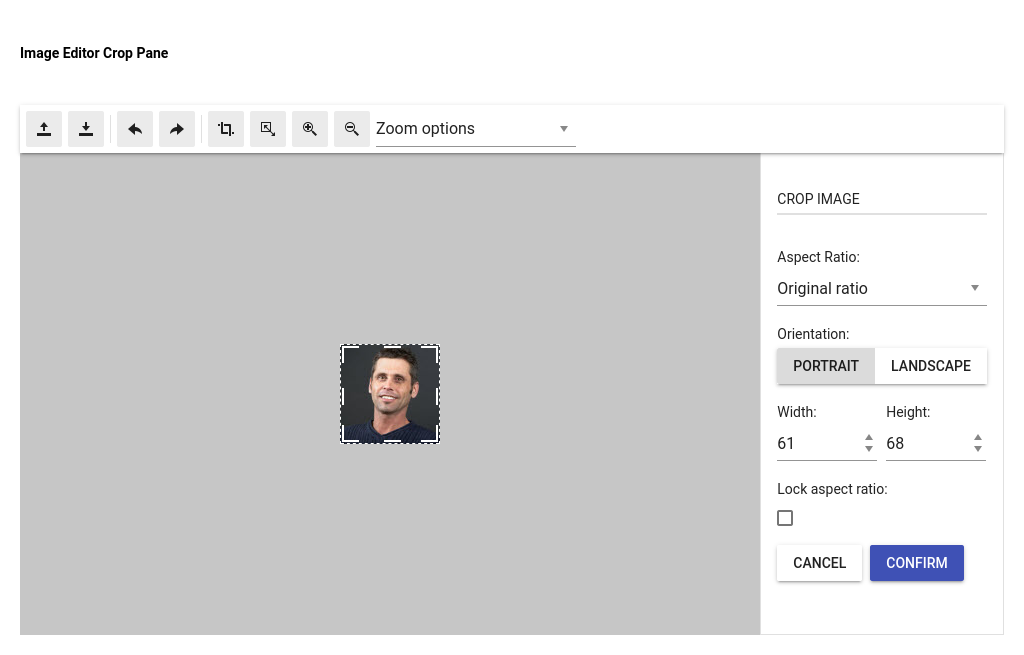 Image Editor Crop Pane
Zoom options
CROP IMAGE
Aspect Ratio:
Original ratio
Orientation:
PORTRAIT LANDSCAPE
Width: Height:
61 68
Lock aspect ratio:
CANCEL CONFIRM